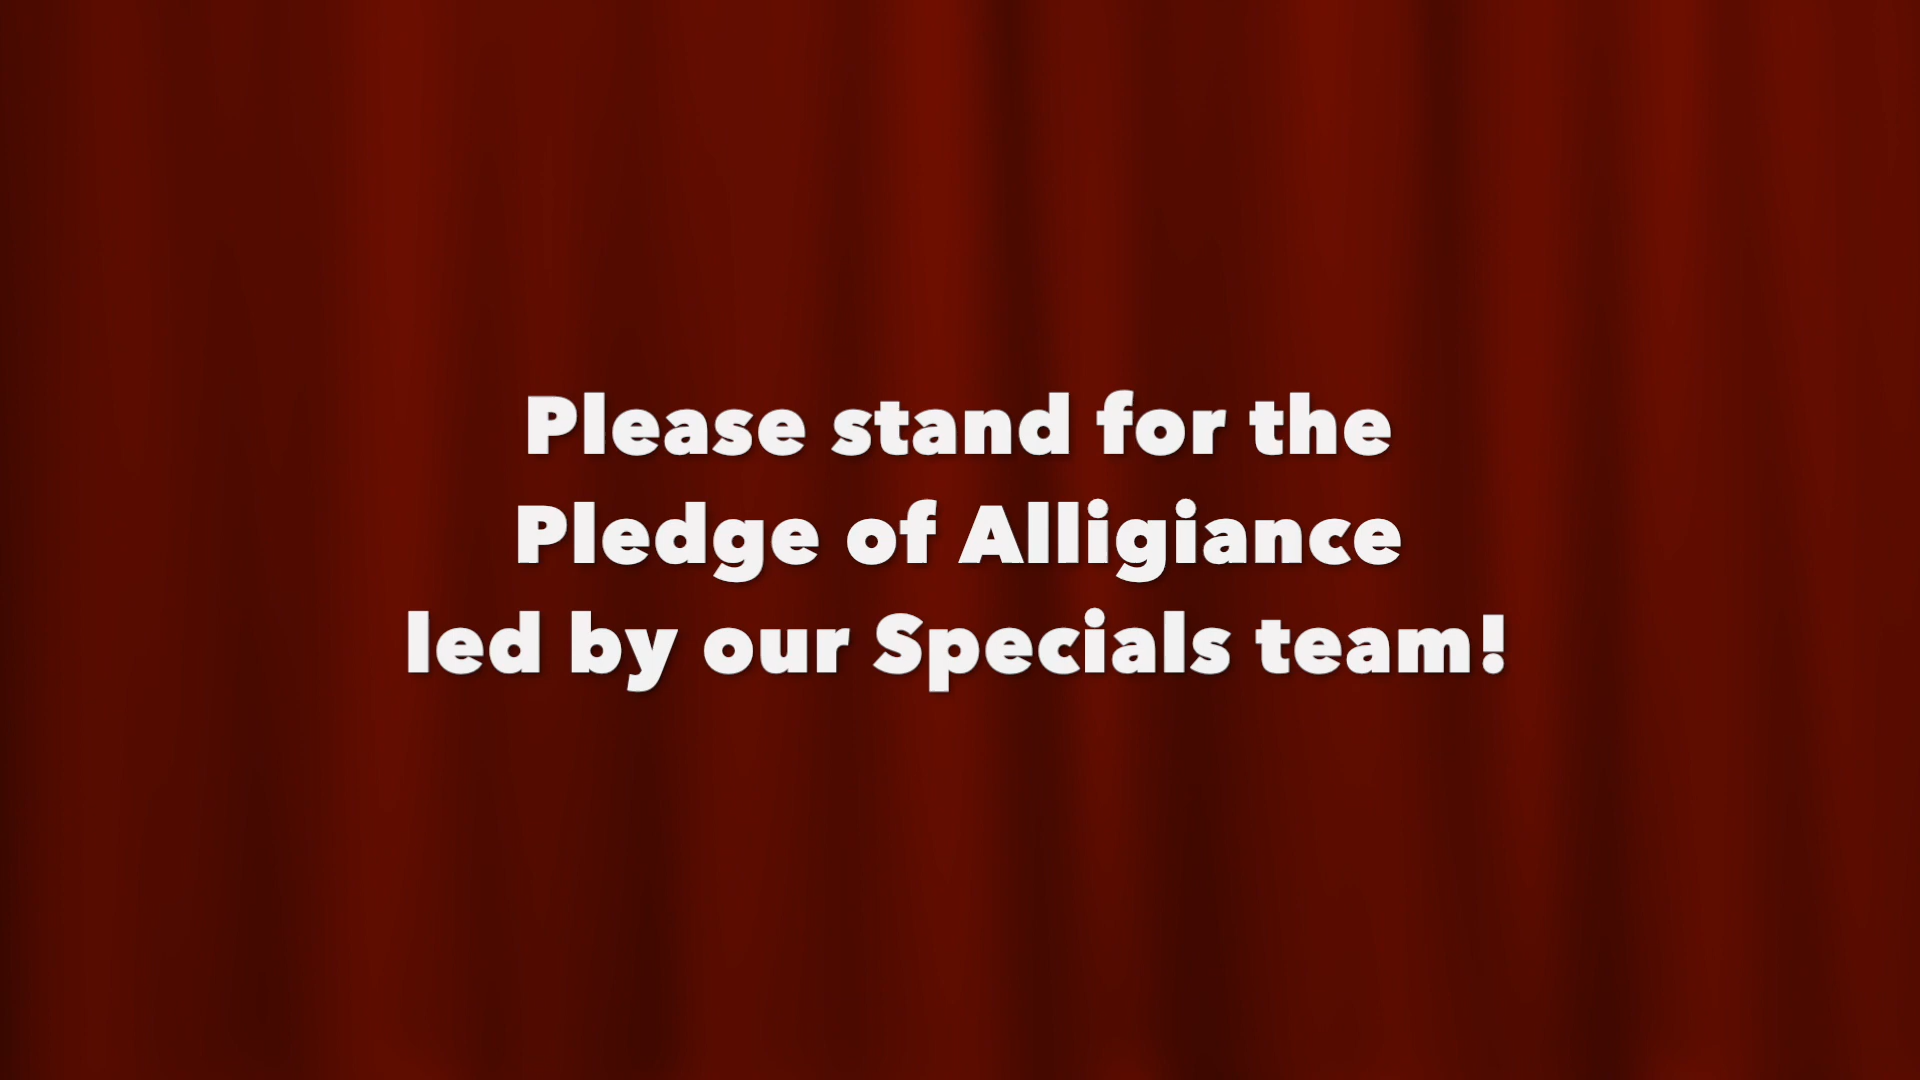 Please stand for the
Pledge of Alligiance
led by our Specials team!